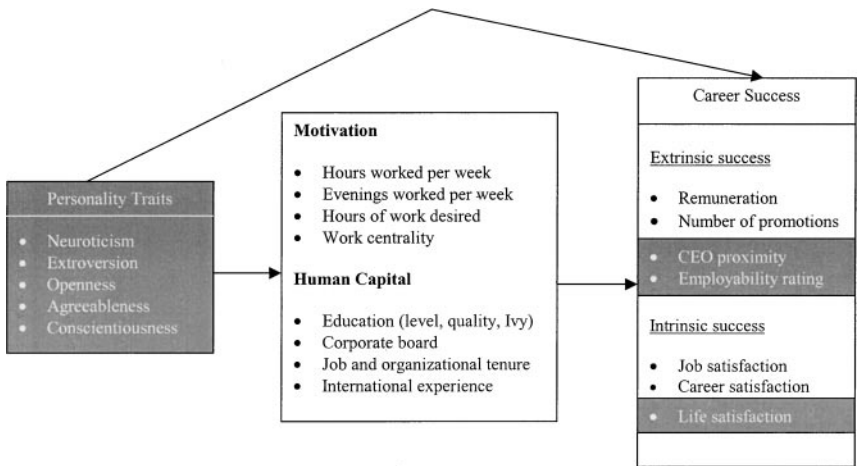 Personality Traits
• Neuroticism
• Extroversion
• Openness
• Agreeableness
• Conscientiousness
Motivation
• Hours worked per week
• Evenings worked per week
• Hours of work desired
• Work centrality
Human Capital
• Education (level, quality, Ivy)
• Corporate board
• Job and organizational tenure
• International experience
Career Success
Extrinsic success
• Remuneration
• Number of promotions
• CEO proximity
• Employability rating
Intrinsic success
• Job satisfaction
• Career satisfaction
• Life satisfaction